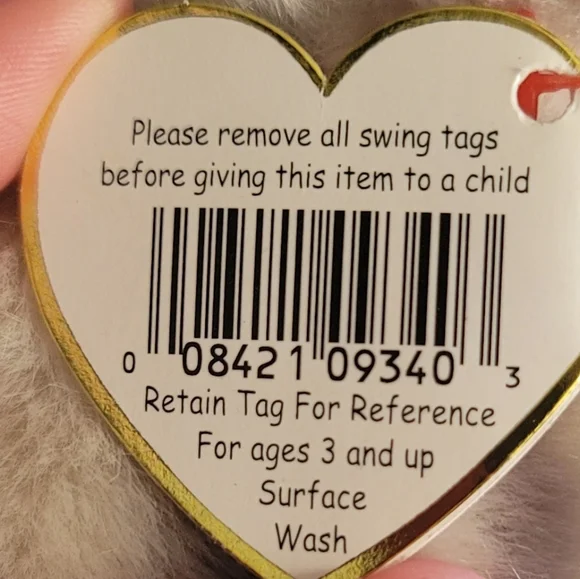 Please remove all swing tags
before giving this item to a child
0 08421 09340 3
Retain Tag For Reference
For ages 3 and up
Surface
Wash